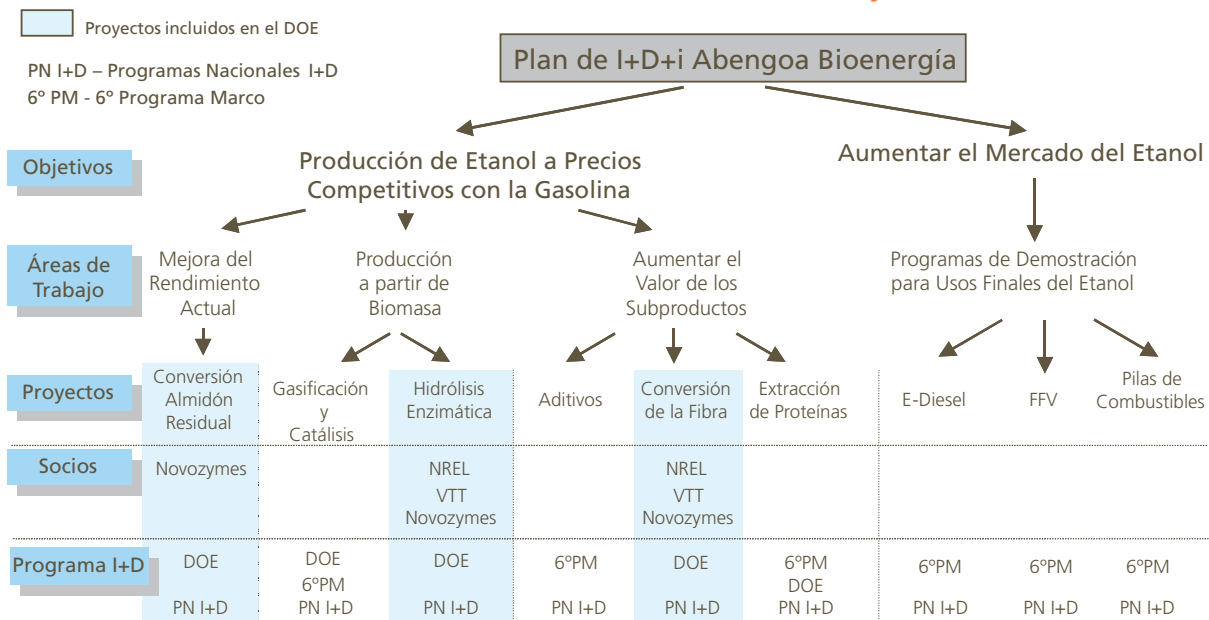 Proyectos incluidos en el DOE
PN I+D – Programas Nacionales I+D
6º PM - 6º Programa Marco
Plan de I+D+i Abengoa Bioenergía
Objetivos
Producción de Etanol a Precios
Competitivos con la Gasolina
Aumentar el Mercado del Etanol
Áreas de
Trabajo
Mejora del
Rendimiento
Actual
Producción
a partir de
Biomasa
Aumentar el
Valor de los
Subproductos
Programas de Demostración
para Usos Finales del Etanol
Proyectos
Conversión
Almidón
Residual
Gasificación
y
Catálisis
Hidrólisis
Enzimática
Aditivos
Conversión
de la Fibra
Extracción
de Proteínas
E-Diesel
FFV
Pilas de
Combustibles
Socios
Novozymes
NREL
VTT
Novozymes
NREL
VTT
Novozymes
Programa I+D
DOE
PN I+D
DOE
6ºPM
PN I+D
DOE
PN I+D
6ºPM
PN I+D
DOE
PN I+D
6ºPM
DOE
PN I+D
6ºPM
PN I+D
6ºPM
PN I+D
6ºPM
PN I+D